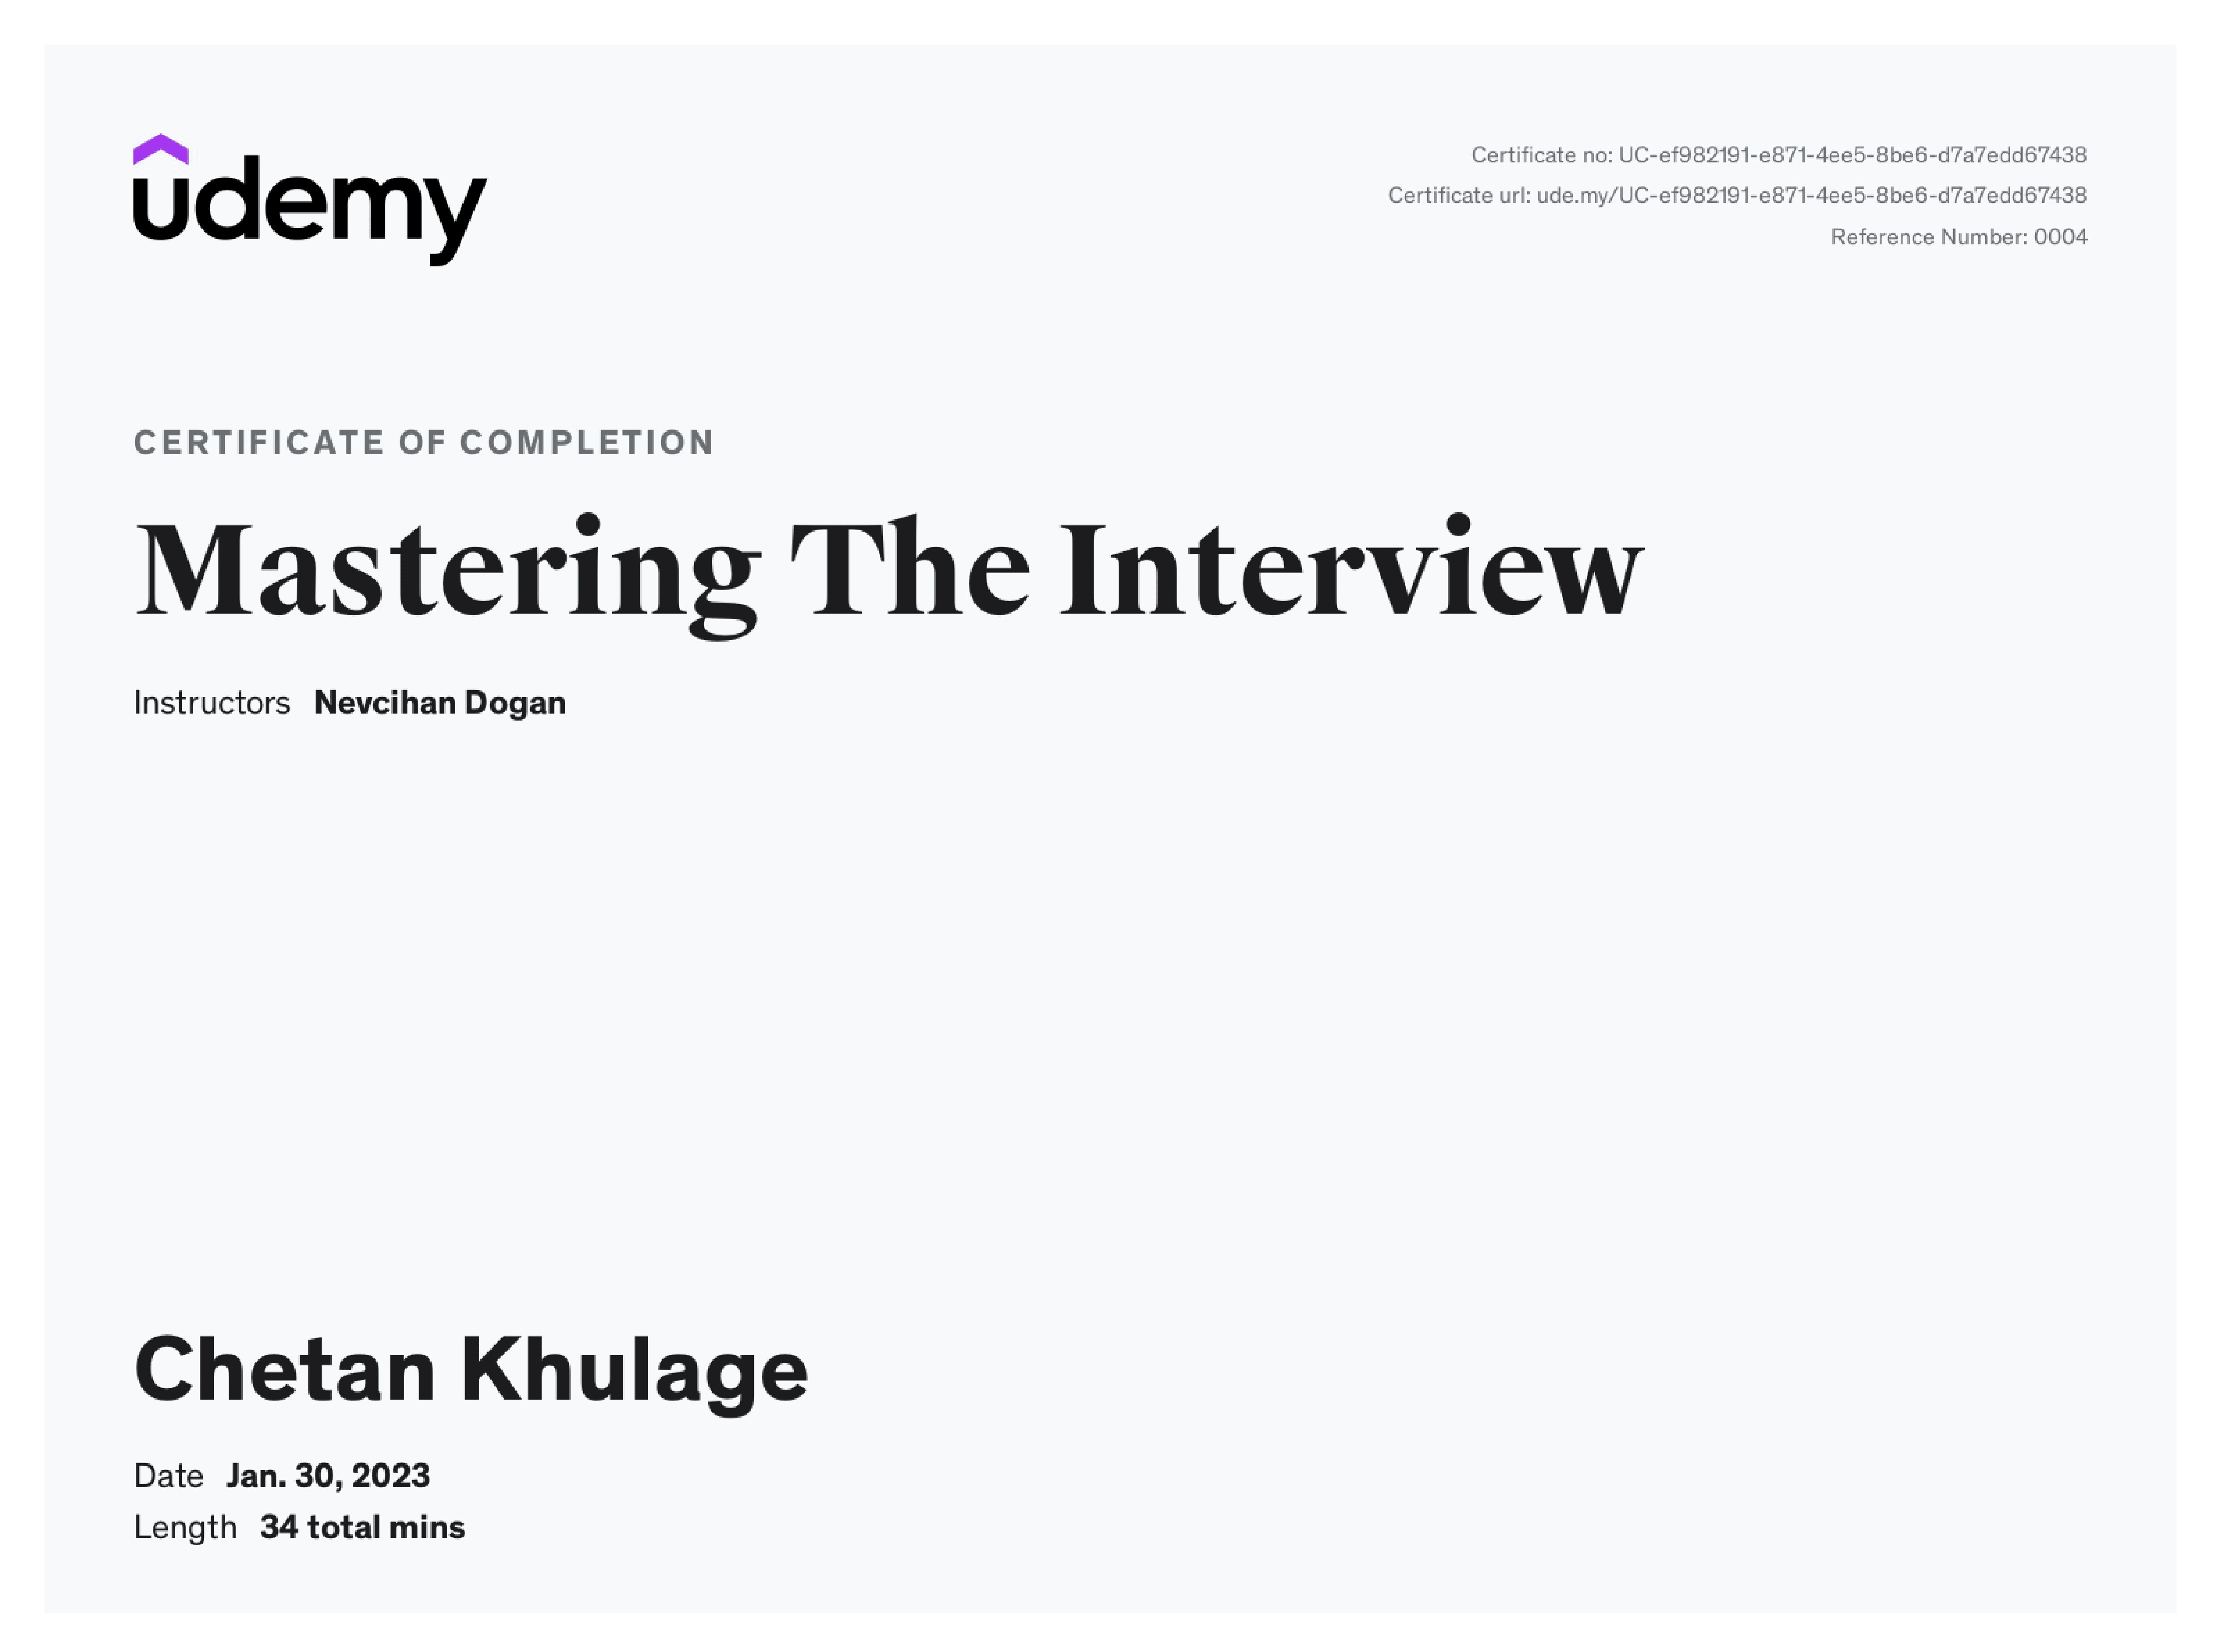 udemy
Certificate no: UC-ef982191-e871-4ee5-8be6-d7a7edd67438
Certificate url: ude.my/UC-ef982191-e871-4ee5-8be6-d7a7edd67438
Reference Number: 0004
CERTIFICATE OF COMPLETION
Mastering The Interview
Instructors Nevcihan Dogan
Chetan Khulage
Date Jan. 30, 2023
Length 34 total mins